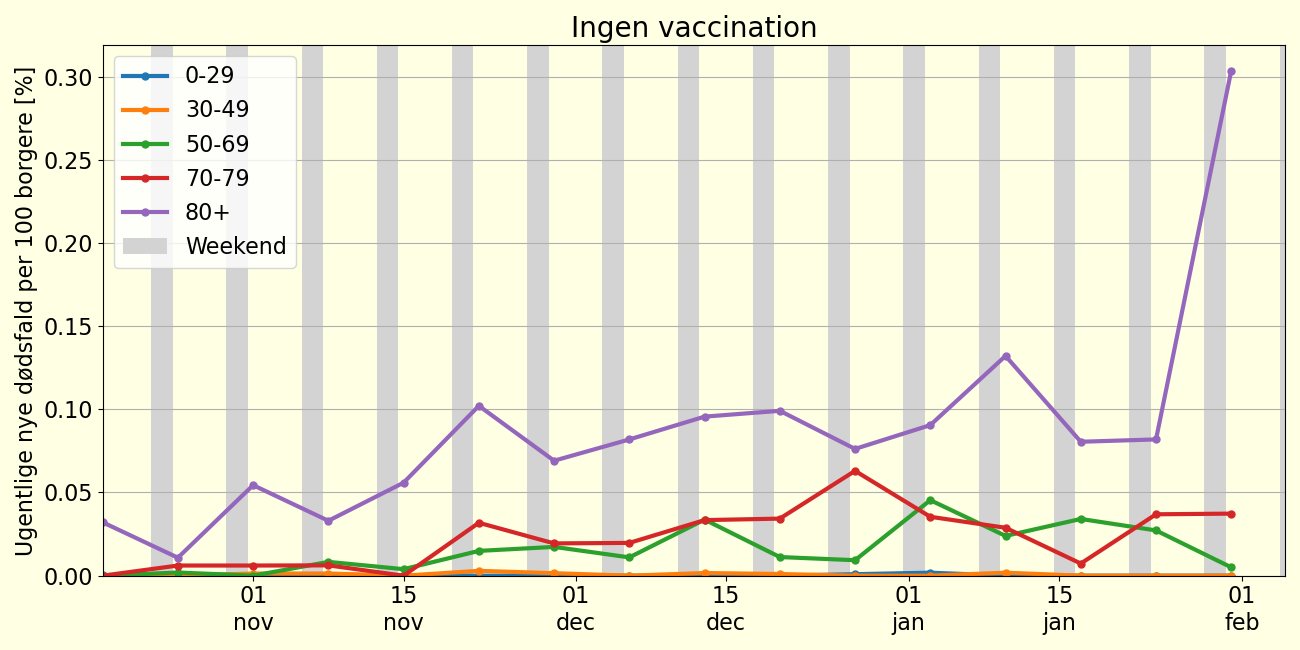 Ingen vaccination
Ugentlige nye dødsfald per 100 borgere [%]
0.30
0.25
0.20
0.15
0.10
0.05
0.00
0-29
30-49
50-69
70-79
80+
Weekend
01 15 01 15 01 15 01
nov nov dec dec jan jan feb